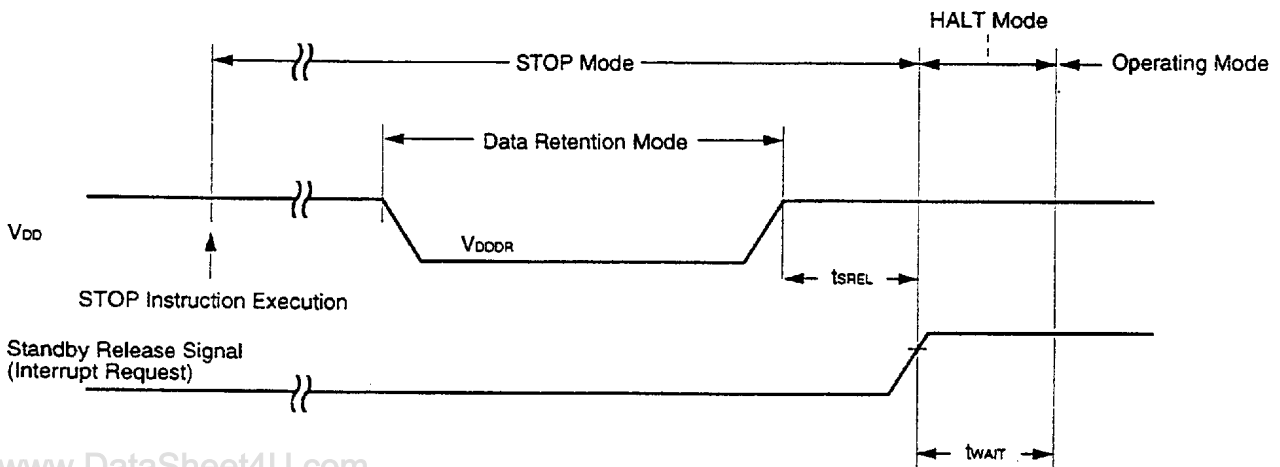 HALT Mode
STOP Mode
Operating Mode
Data Retention Mode
VDD
VDDDR
tSREL
STOP Instruction Execution
Standby Release Signal
(Interrupt Request)
tWAIT
www.DataSheet4U.com